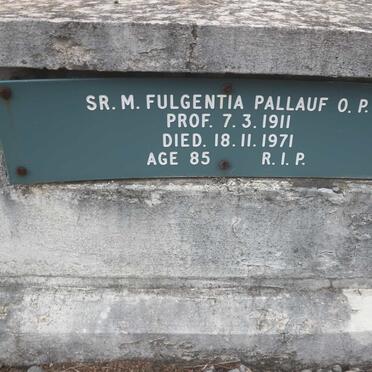 SR. M. FULGENTIA PALLAUF O. P.
PROF. 7. 3. 1911
DIED. 18. 11. 1971
AGE 85 R. I. P.